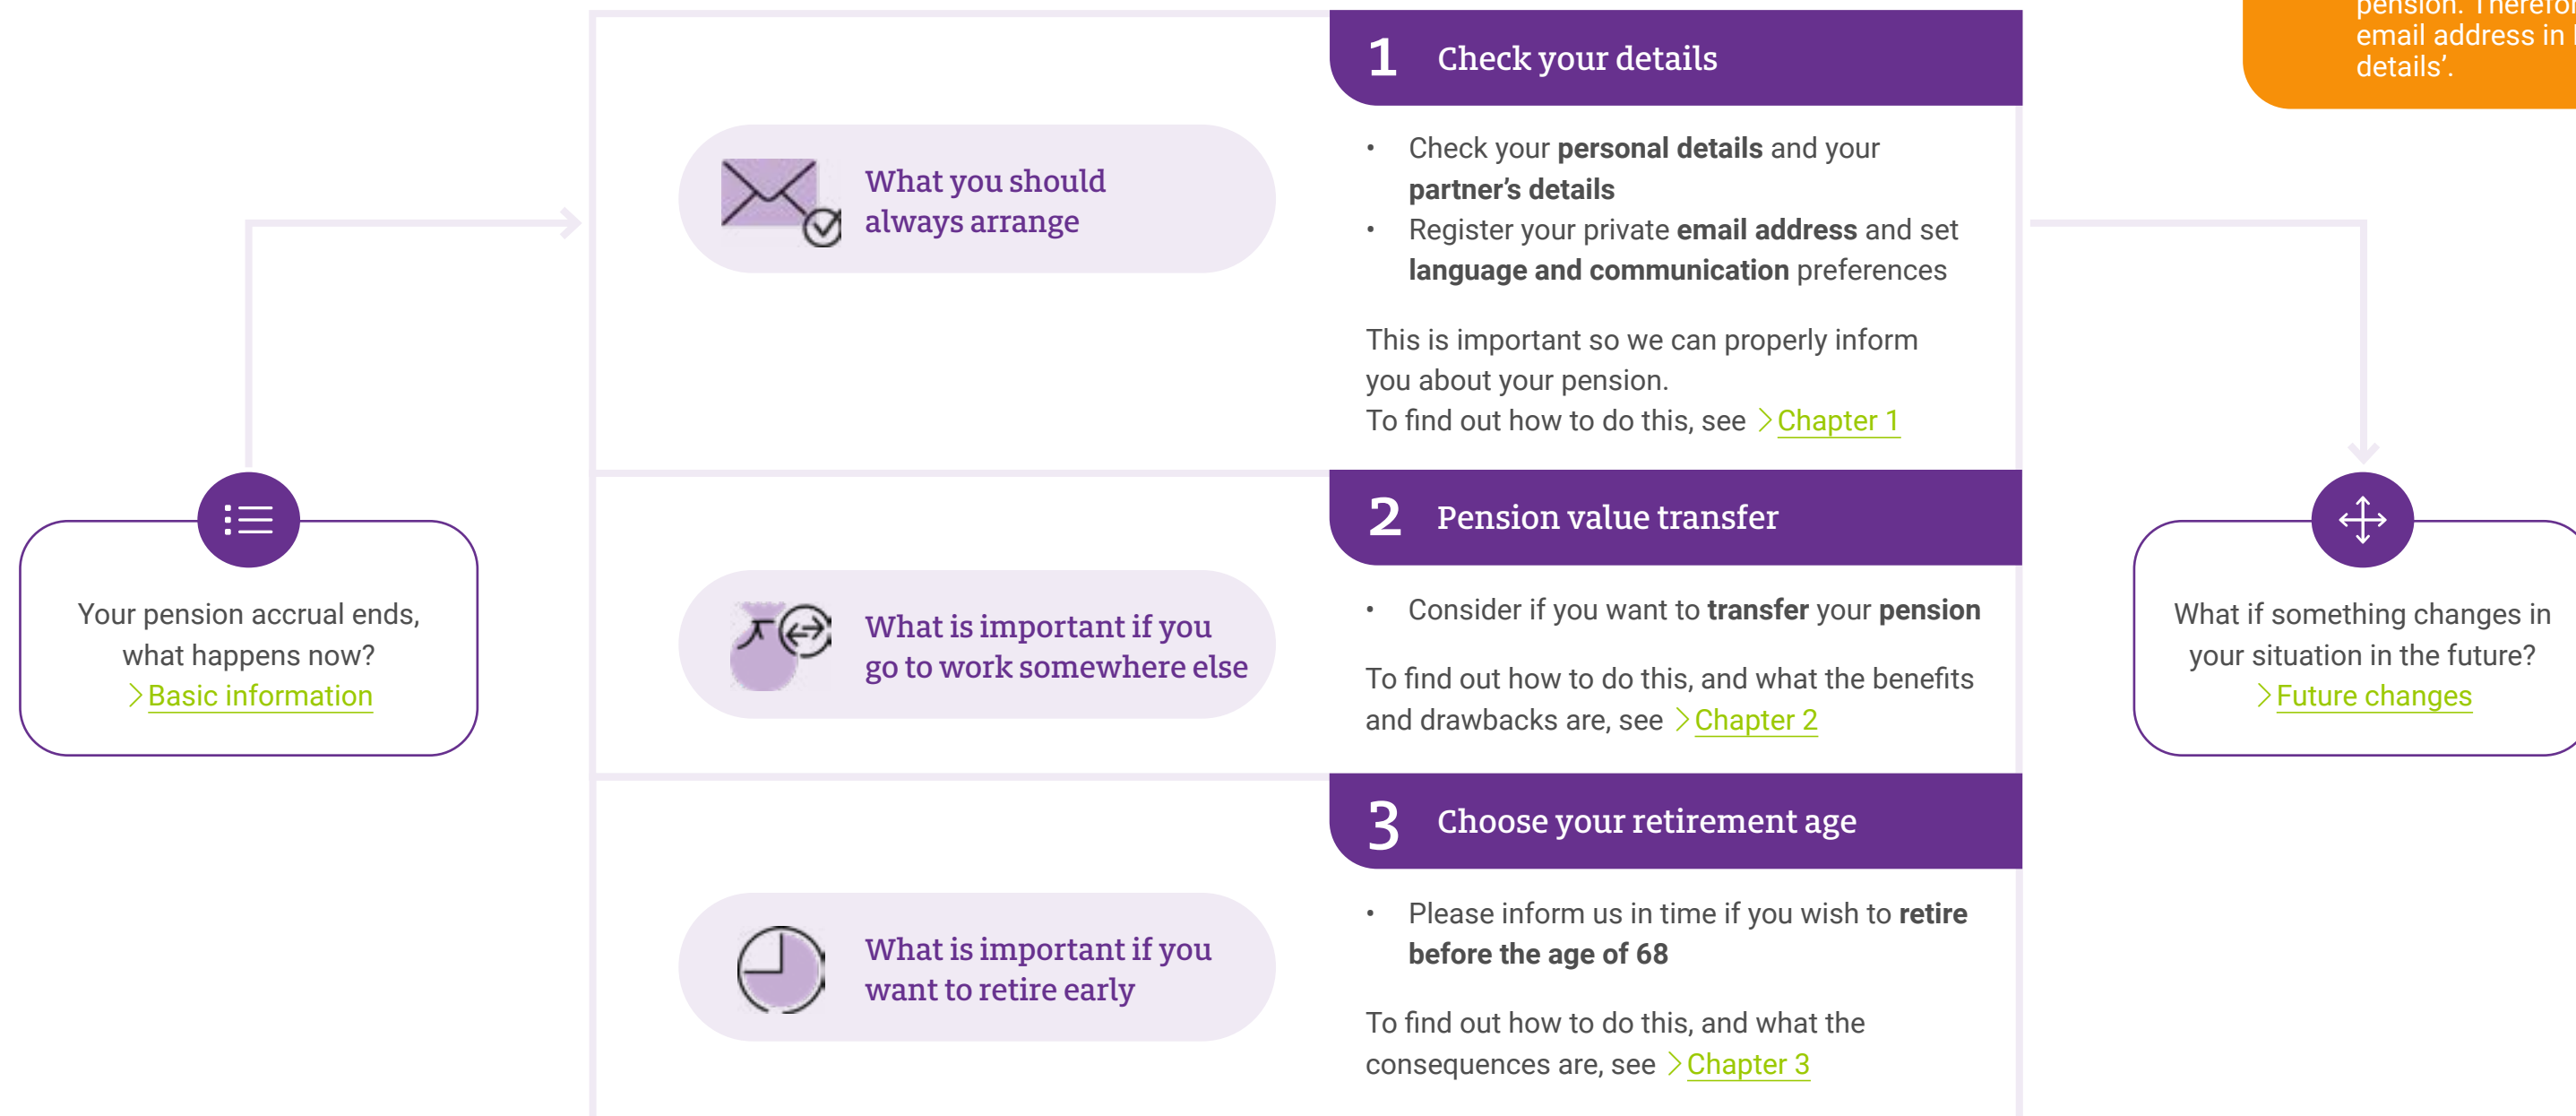 pension. Therefor
email address in
details’.
Your pension accrual ends,
what happens now?
>Basic information
What you should
always arrange
1 Check your details
• Check your personal details and your
partner’s details
• Register your private email address and set
language and communication preferences
This is important so we can properly inform
you about your pension.
To find out how to do this, see >Chapter 1
What is important if you
go to work somewhere else
2 Pension value transfer
• Consider if you want to transfer your pension
To find out how to do this, and what the benefits
and drawbacks are, see >Chapter 2
What is important if you
want to retire early
3 Choose your retirement age
• Please inform us in time if you wish to retire
before the age of 68
To find out how to do this, and what the
consequences are, see >Chapter 3
What if something changes in
your situation in the future?
>Future changes